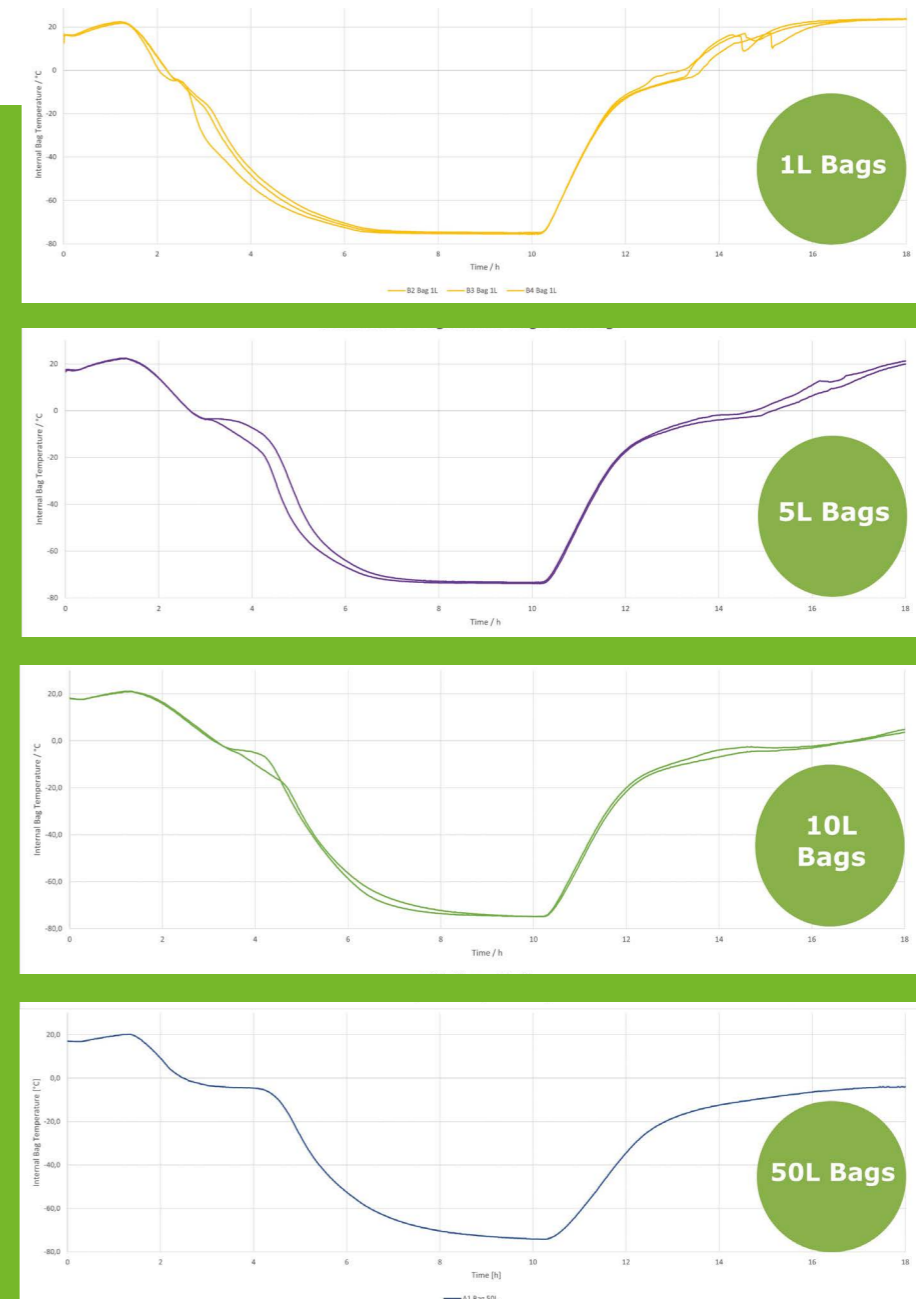 Internal Bag Temperature / °C
20
0
-20
-40
-60
-80
0 2 4 6 8 10 12 14 16 18
Time / h
B2 Bag 1L B3 Bag 1L B4 Bag 1L
1L Bags
Internal Bag Temperature / °C
20
0
-20
-40
-60
-80
0 2 4 6 8 10 12 14 16 18
Time / h
5L Bags
Internal Bag Temperature / °C
20,0
0,0
-20,0
-40,0
-60,0
-80,0
0 2 4 6 8 10 12 14 16 18
Time / h
10L
Bags
Internal Bag Temperature [°C]
20,0
0,0
-20,0
-40,0
-60,0
-80,0
0 2 4 6 8 10 12 14 16 18
Time [h]
A1 Bag 50L
50L Bags